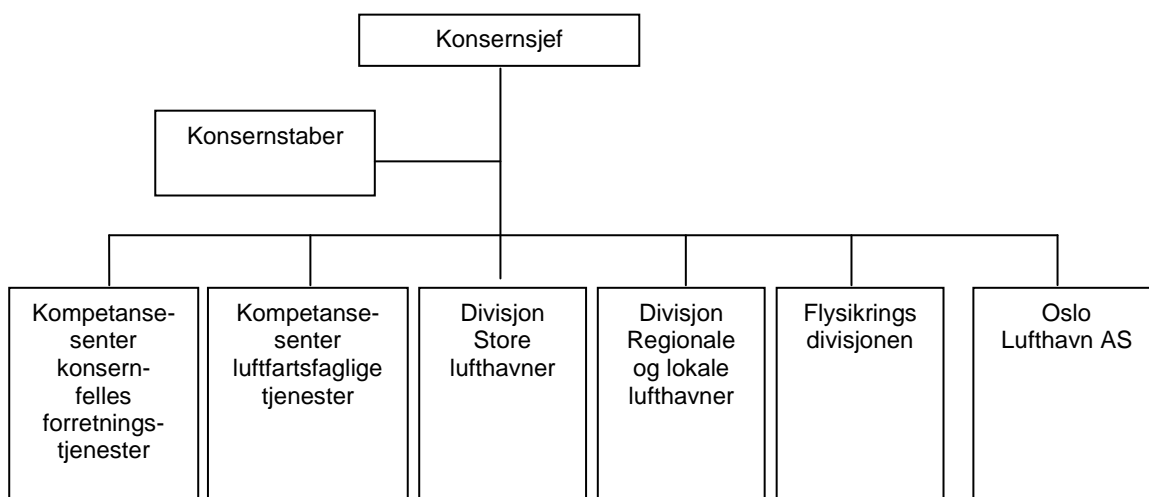 Konsernsjef
Konsernstaber
Kompetanse-
senter
konsern-
felles
forretnings-
tjenester
Kompetanse-
senter
luftfartsfaglige
tjenester
Divisjon
Store
lufthavner
Divisjon
Regionale
og lokale
lufthavner
Flysikrings
divisjonen
Oslo
Lufthavn AS